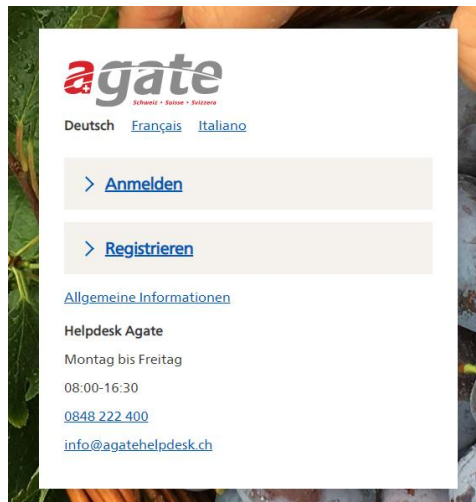 agate
Schweiz • Suisse • Svizzera
Deutsch Français Italiano
Anmelden
Registrieren
Allgemeine Informationen
Helpdesk Agate
Montag bis Freitag
08:00-16:30
0848 222 400
info@agatehelpdesk.ch